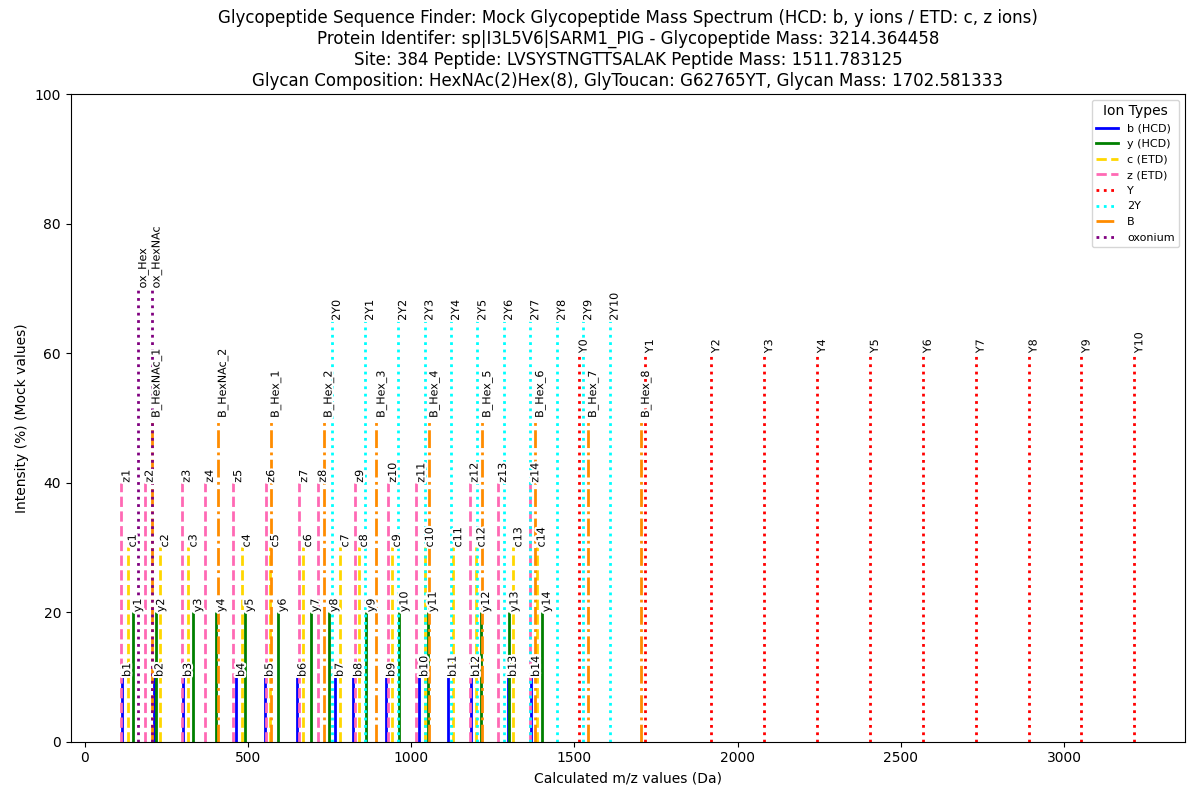 Glycopeptide Sequence Finder: Mock Glycopeptide Mass Spectrum (HCD: b, y ions / ETD: c, z ions)
Protein Identifer: sp|I3L5V6|SARM1_PIG - Glycopeptide Mass: 3214.364458
Site: 384 Peptide: LVSYSTNGTTSALAK Peptide Mass: 1511.783125
Glycan Composition: HexNAc(2)Hex(8), GlyToucan: G62765YT, Glycan Mass: 1702.581333
Intensity (%) (Mock values)
100
80
60
40
20
0
Ion Types
b (HCD)
y (HCD)
c (ETD)
z (ETD)
Y
2Y
B
oxonium
ox_Hex
ox_HexNAc
2Y0
2Y1
2Y2
2Y3
2Y4
2Y5
2Y6
2Y7
2Y8
2Y9
2Y10
Y0
Y1
Y2
Y3
Y4
Y5
Y6
Y7
Y8
Y9
Y10
B_HexNAc_1
B_HexNAc_2
B_Hex_1
B_Hex_2
B_Hex_3
B_Hex_4
B_Hex_5
B_Hex_6
B_Hex_7
B_Hex_8
z1
z2
z3
z4
z5
z6
z7
z8
z9
z10
z11
z12
z13
z14
c1
c2
c3
c4
c5
c6
c7
c8
c9
c10
c11
c12
c13
c14
y1
y2
y3
y4
y5
y6
y7
y8
y9
y10
y11
y12
y13
y14
b1
b2
b3
b4
b5
b6
b7
b8
b9
b10
b11
b12
b13
b14
0
500
1000
1500
2000
2500
3000
Calculated m/z values (Da)